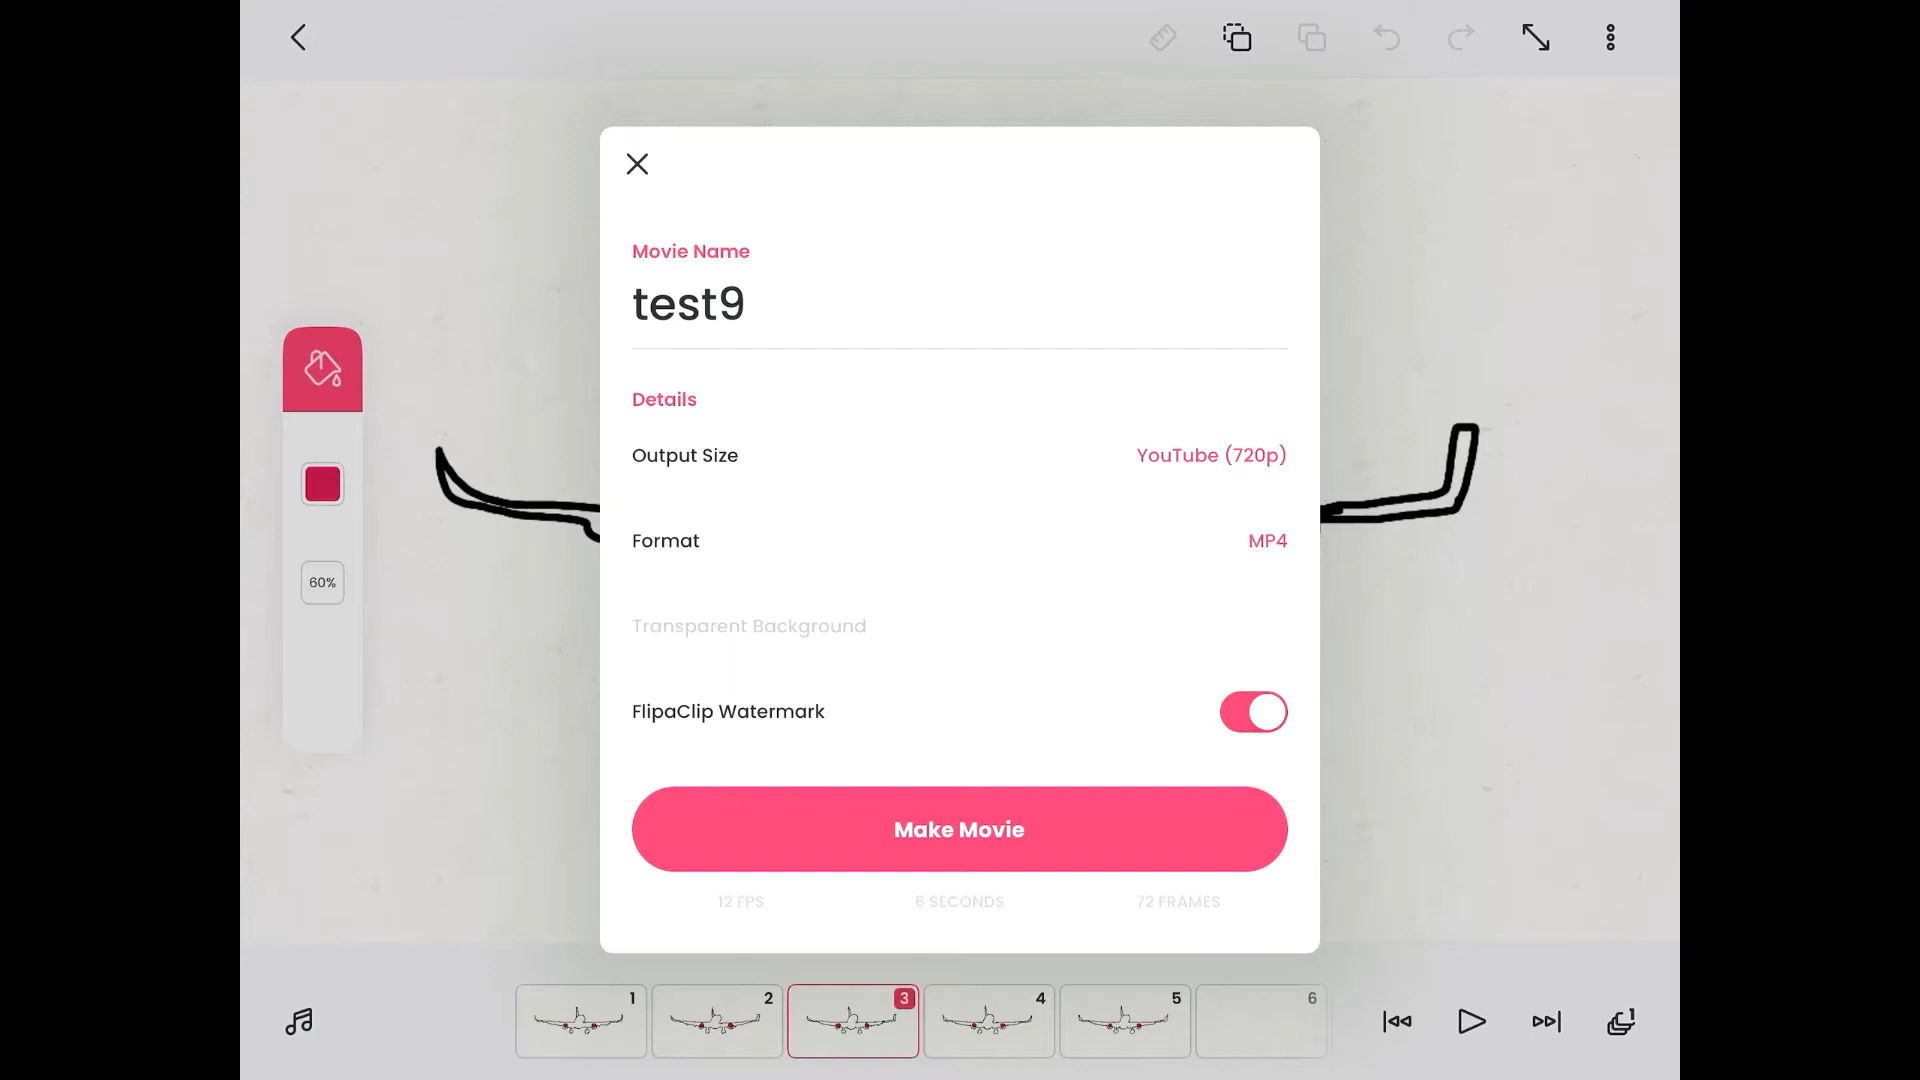 Movie Name
test9
Details
Output Size YouTube (720p)
Format MP4
Transparent Background
FlipaClip Watermark
60%
Make Movie
12 FPS 6 SECONDS 72 FRAMES
1 2 3 4 5 6
1